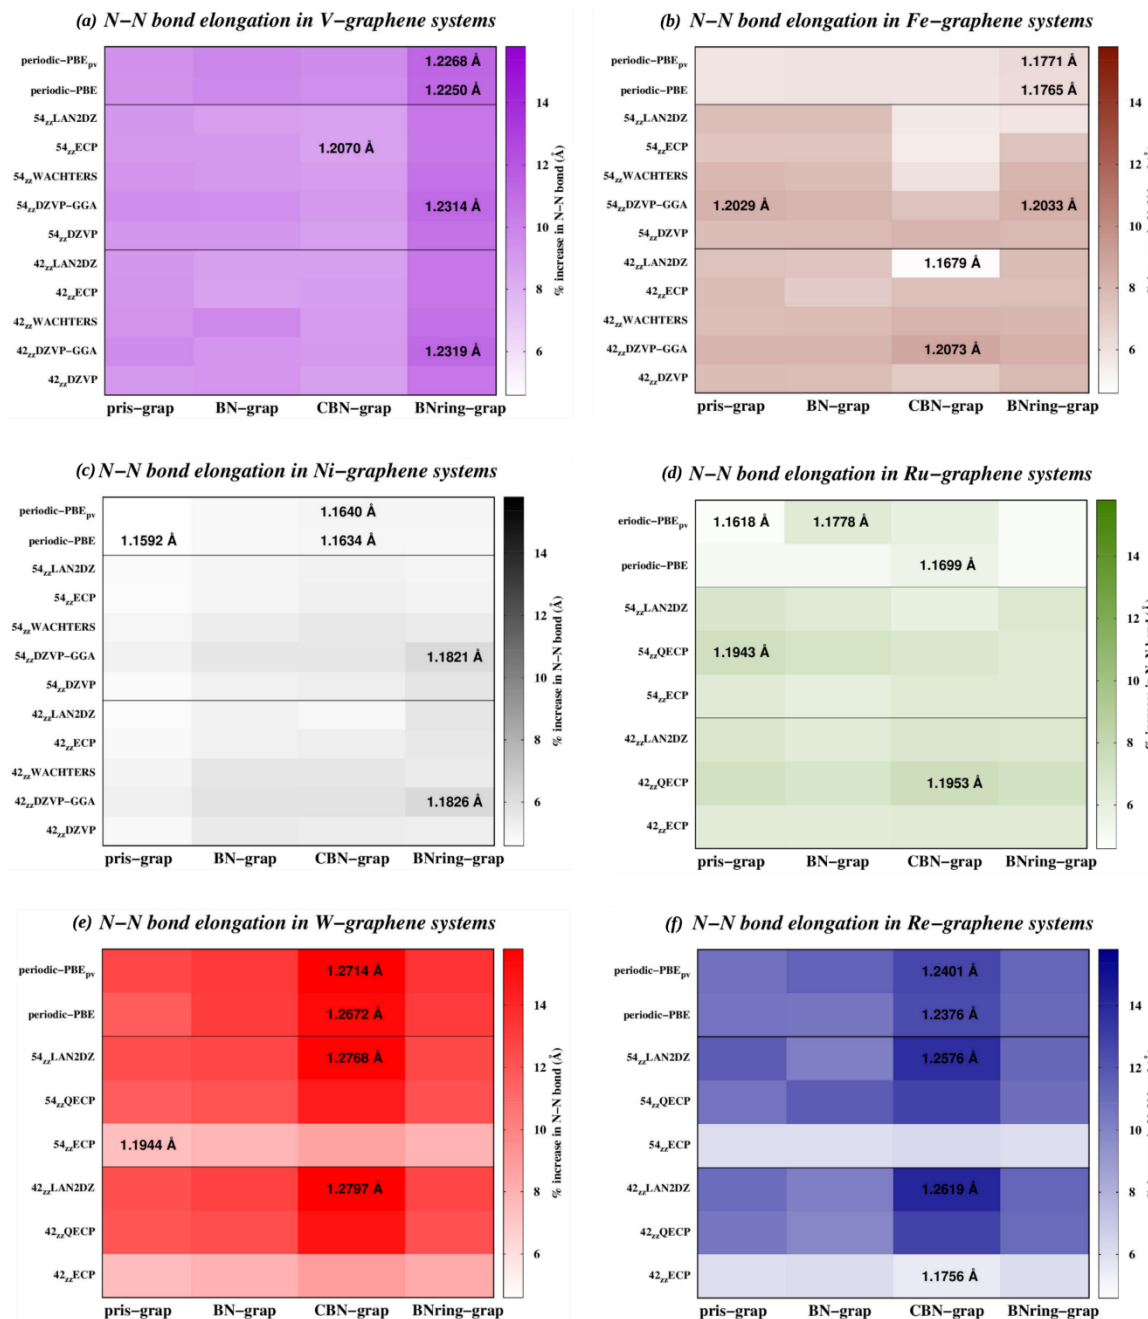 (a) N−N bond elongation in V-graphene systems
periodic-PBEpv
1.2268 Å
periodic-PBE
1.2250 Å
54zzLAN2DZ
54zzECP
1.2070 Å
54zzWACHTERS
54zzDZVP-GGA
1.2314 Å
54zzDZVP
42zzLAN2DZ
42zzECP
42zzWACHTERS
42zzDZVP-GGA
1.2319 Å
42zzDZVP
pris-grap BN-grap CBN-grap BNring-grap
14
12
10
8
6
% increase in N-N bond (Å)
(b) N−N bond elongation in Fe-graphene systems
periodic-PBEpv
1.1771 Å
periodic-PBE
1.1765 Å
54zzLAN2DZ
54zzECP
54zzWACHTERS
54zzDZVP-GGA
1.2029 Å 1.2033 Å
54zzDZVP
42zzLAN2DZ
1.1679 Å
42zzECP
42zzWACHTERS
42zzDZVP-GGA
1.2073 Å
42zzDZVP
pris-grap BN-grap CBN-grap BNring-grap
14
12
10
8
6
(c) N−N bond elongation in Ni-graphene systems
periodic-PBEpv
1.1640 Å
periodic-PBE
1.1592 Å 1.1634 Å
54zzLAN2DZ
54zzECP
54zzWACHTERS
54zzDZVP-GGA
1.1821 Å
54zzDZVP
42zzLAN2DZ
42zzECP
42zzWACHTERS
42zzDZVP-GGA
1.1826 Å
42zzDZVP
pris-grap BN-grap CBN-grap BNring-grap
14
12
10
8
6
% increase in N-N bond (Å)
(d) N−N bond elongation in Ru-graphene systems
eriodic-PBEpv
1.1618 Å 1.1778 Å
periodic-PBE
1.1699 Å
54zzLAN2DZ
54zzQECP
1.1943 Å
54zzECP
42zzLAN2DZ
42zzQECP
1.1953 Å
42zzECP
pris-grap BN-grap CBN-grap BNring-grap
14
12
10
8
6
(e) N−N bond elongation in W-graphene systems
periodic-PBEpv
1.2714 Å
periodic-PBE
1.2672 Å
54zzLAN2DZ
1.2768 Å
54zzQECP
54zzECP
1.1944 Å
42zzLAN2DZ
1.2797 Å
42zzQECP
42zzECP
pris-grap BN-grap CBN-grap BNring-grap
14
12
10
8
6
% increase in N-N bond (Å)
(f) N−N bond elongation in Re-graphene systems
periodic-PBEpv
1.2401 Å
periodic-PBE
1.2376 Å
54zzLAN2DZ
1.2576 Å
54zzQECP
54zzECP
42zzLAN2DZ
1.2619 Å
42zzQECP
42zzECP
1.1756 Å
pris-grap BN-grap CBN-grap BNring-grap
14
12
10
8
6